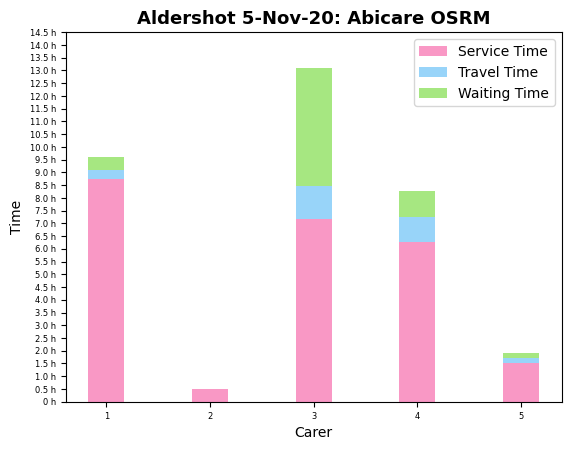 Aldershot 5-Nov-20: Abicare OSRM
Service Time
Travel Time
Waiting Time
Time
14.5 h
14.0 h
13.5 h
13.0 h
12.5 h
12.0 h
11.5 h
11.0 h
10.5 h
10.0 h
9.5 h
9.0 h
8.5 h
8.0 h
7.5 h
7.0 h
6.5 h
6.0 h
5.5 h
5.0 h
4.5 h
4.0 h
3.5 h
3.0 h
2.5 h
2.0 h
1.5 h
1.0 h
0.5 h
0 h
1 2 3 4 5
Carer